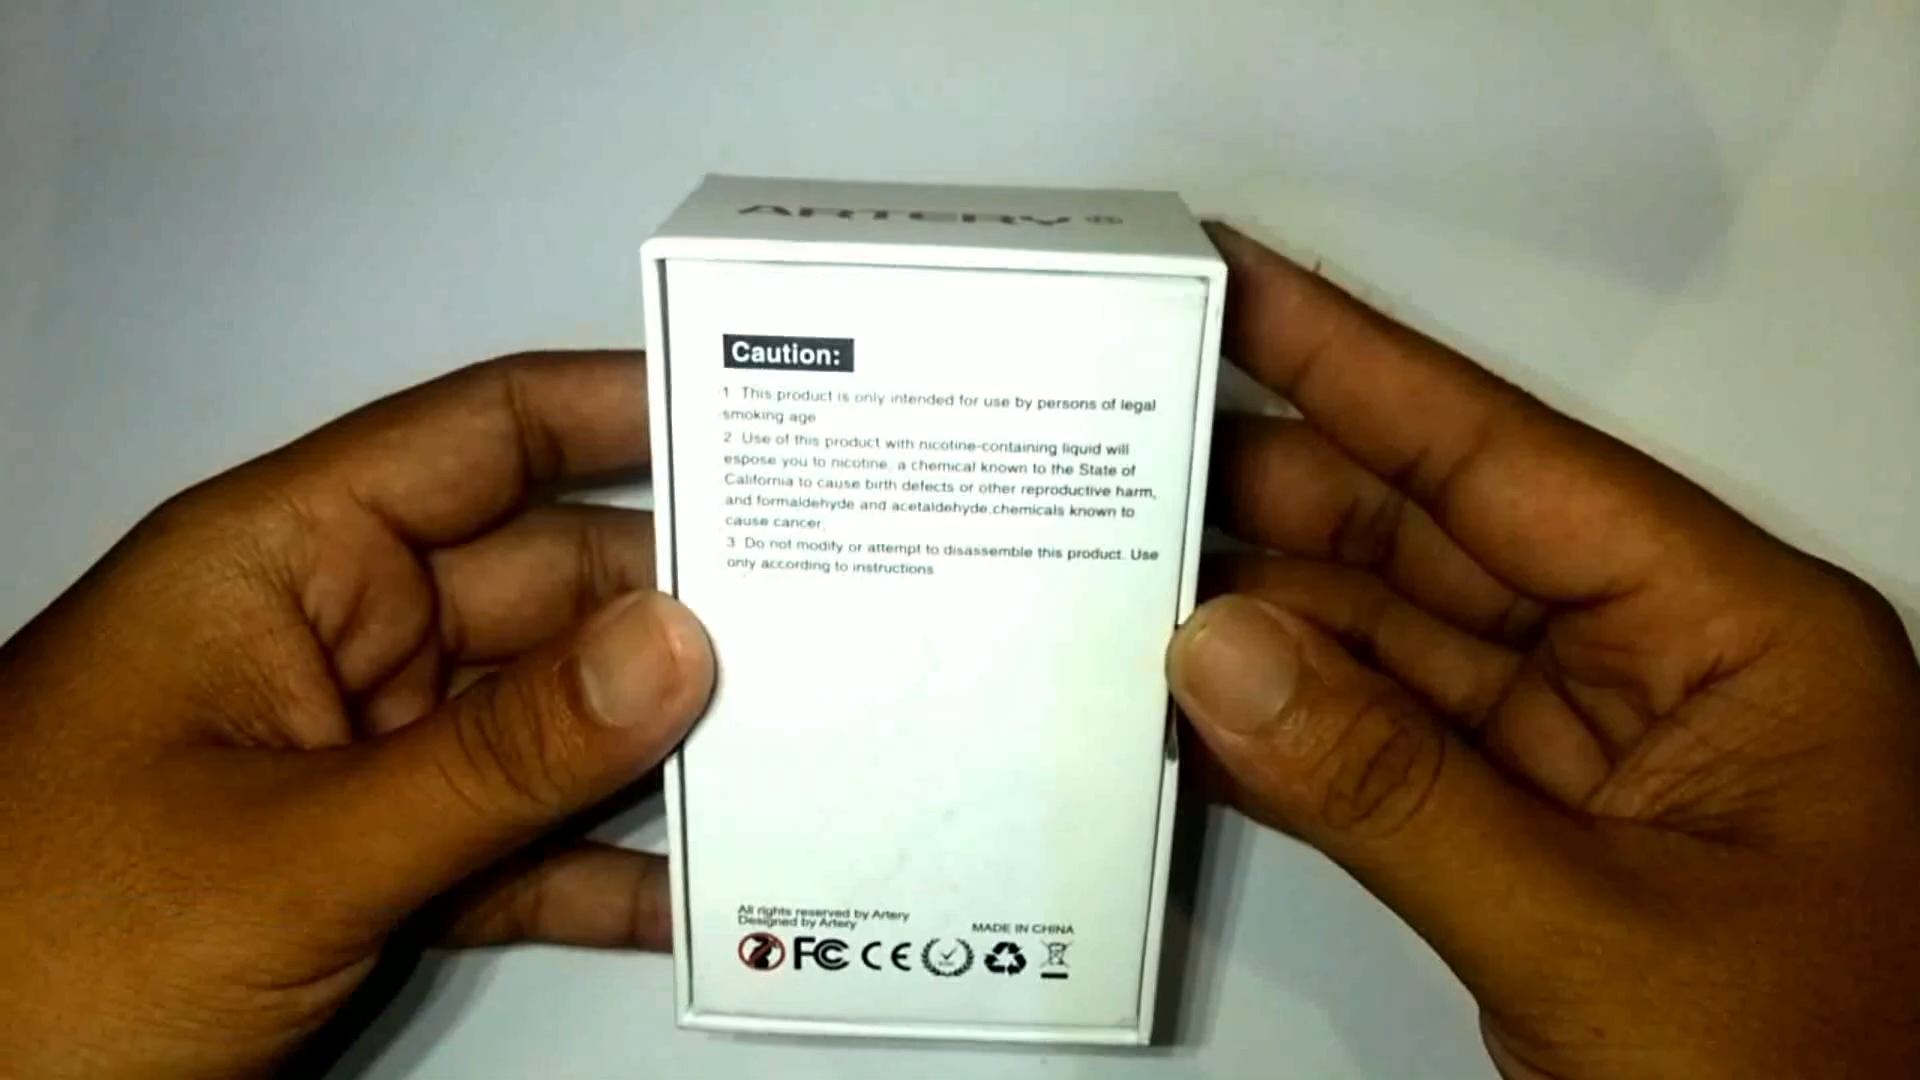 ARTERY®
Caution:
1 This product is only intended for use by persons of legal
smoking age
2 Use of this product with nicotine-containing liquid will
espose you to nicotine, a chemical known to the State of
California to cause birth defects or other reproductive harm,
and formaldehyde and acetaldehyde,chemicals known to
cause cancer.
3 Do not modify or attempt to disassemble this product. Use
only according to instructions
All rights reserved by Artery
Designed by Artery
MADE IN CHINA
FC CE